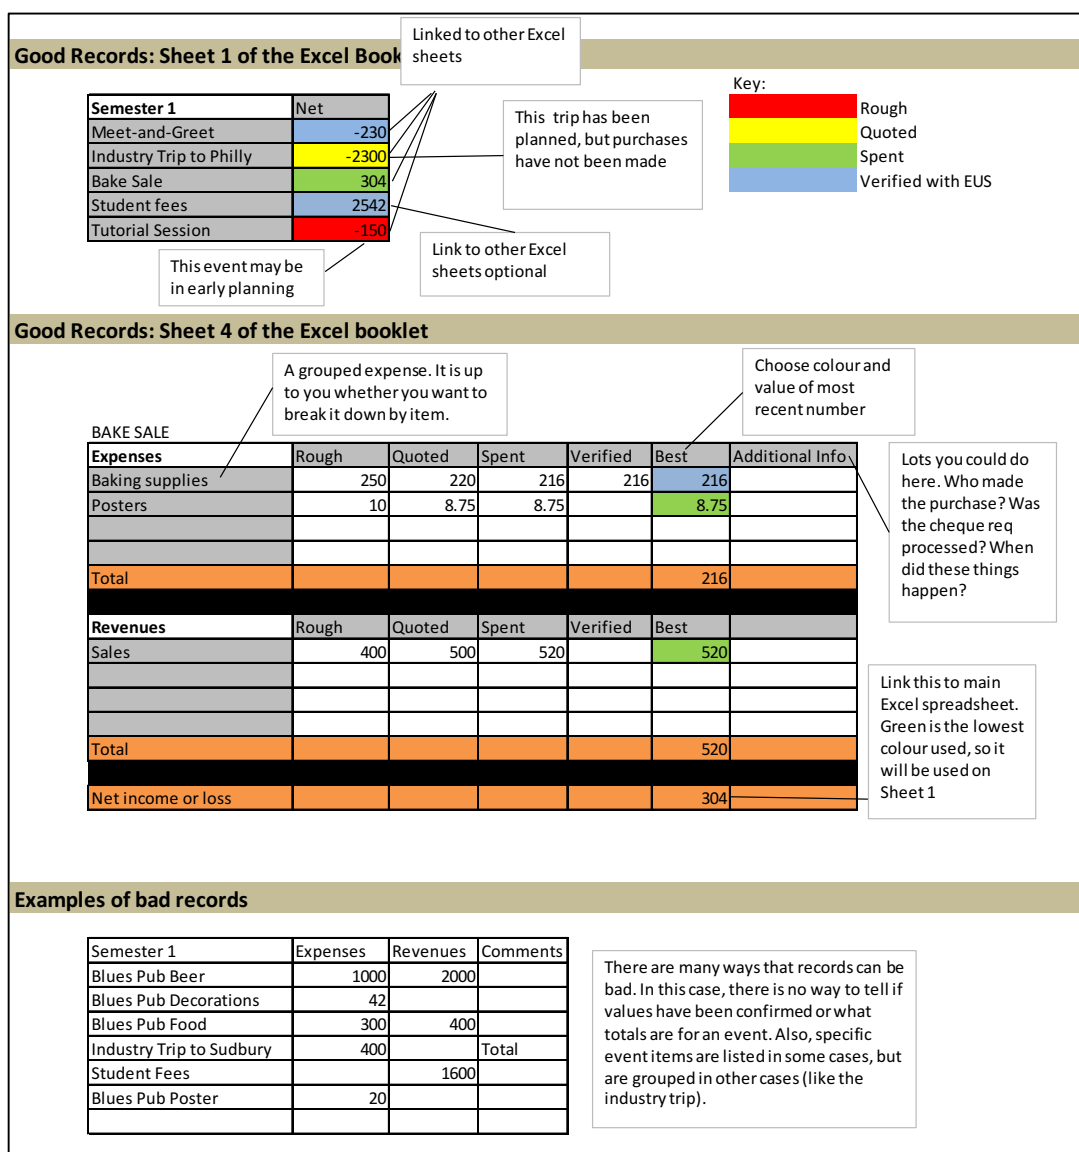 Linked to other Excel
sheets
Good Records: Sheet 1 of the Excel Book
Key:
Semester 1 Net
Meet-and-Greet -230
Industry Trip to Philly -2300
Bake Sale 304
Student fees 2542
Tutorial Session -150
This trip has been
planned, but purchases
have not been made
Rough
Quoted
Spent
Verified with EUS
This event may be
in early planning
Link to other Excel
sheets optional
Good Records: Sheet 4 of the Excel booklet
A grouped expense. It is up
to you whether you want to
break it down by item.
Choose colour and
value of most
recent number
BAKE SALE
Expenses Rough Quoted Spent Verified Best Additional Info
Baking supplies 250 220 216 216 216
Posters 10 8.75 8.75 8.75
Total 216
Lots you could do
here. Who made
the purchase? Was
the cheque req
processed? When
did these things
happen?
Revenues Rough Quoted Spent Verified Best
Sales 400 500 520 520
Total 520
Net income or loss 304
Link this to main
Excel spreadsheet.
Green is the lowest
colour used, so it
will be used on
Sheet 1
Examples of bad records
Semester 1 Expenses Revenues Comments
Blues Pub Beer 1000 2000
Blues Pub Decorations 42
Blues Pub Food 300 400
Industry Trip to Sudbury 400 Total
Student Fees 1600
Blues Pub Poster 20
There are many ways that records can be
bad. In this case, there is no way to tell if
values have been confirmed or what
totals are for an event. Also, specific
event items are listed in some cases, but
are grouped in other cases (like the
industry trip).